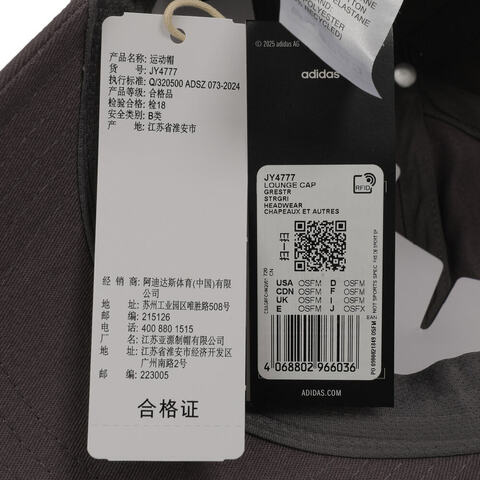 产品名称: 运动帽
货 号: JY4777
执行标准: Q/320500 ADSZ 073-2024
产品等级: 合格品
检验合格: 检18
安全类别: B类
产 地: 江苏省淮安市
经 销 商: 阿迪达斯体育(中国)有限公司
地 址: 苏州工业园区唯胜路508号
邮 编: 215126
电 话: 400 880 1515
厂 名: 江苏亚源制帽有限公司
地 址: 江苏省淮安市经济开发区
广州南路2号
邮 编: 223005
合格证
© 2025 adidas AG
adidas
JY4777
LOUNGE CAP
GRESTR
STRGRI
HEADWEAR
CHAPEAUX ET AUTRES
RFID
扫一扫
USA OSFM D OSFM
CDN OSFM F OSFM
UK OSFM I OSFM
E OSFM J OSFX
4 068802 966036
ADIDAS.COM
ELASTANE
POLYESTER